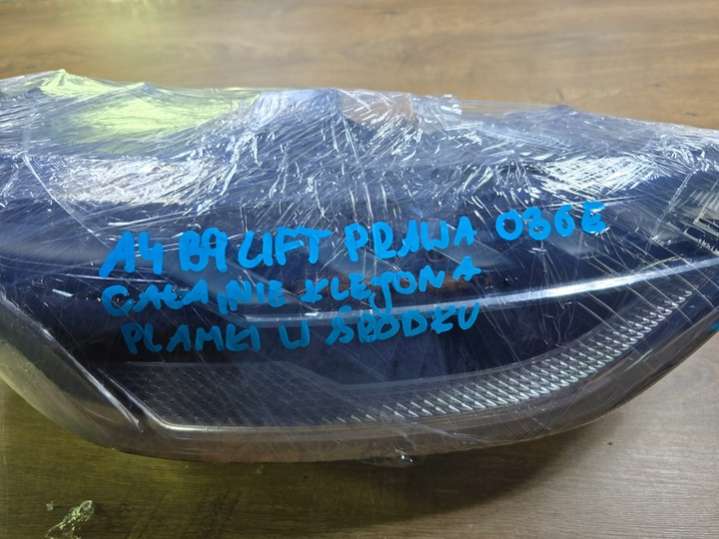 A4 B9 LIFT PRAWA 036E
CAŁA, NIE KLEJONA
PLAMKI W ŚRODKU